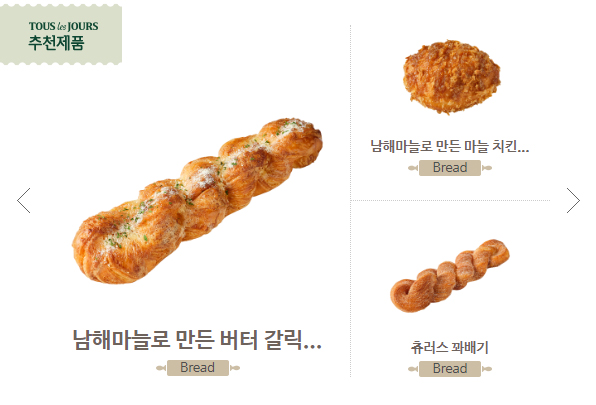 TOUS les JOURS
추천제품
남해마늘로 만든 버터 갈릭...
Bread
남해마늘로 만든 마늘 치킨...
Bread
츄러스 꽈배기
Bread